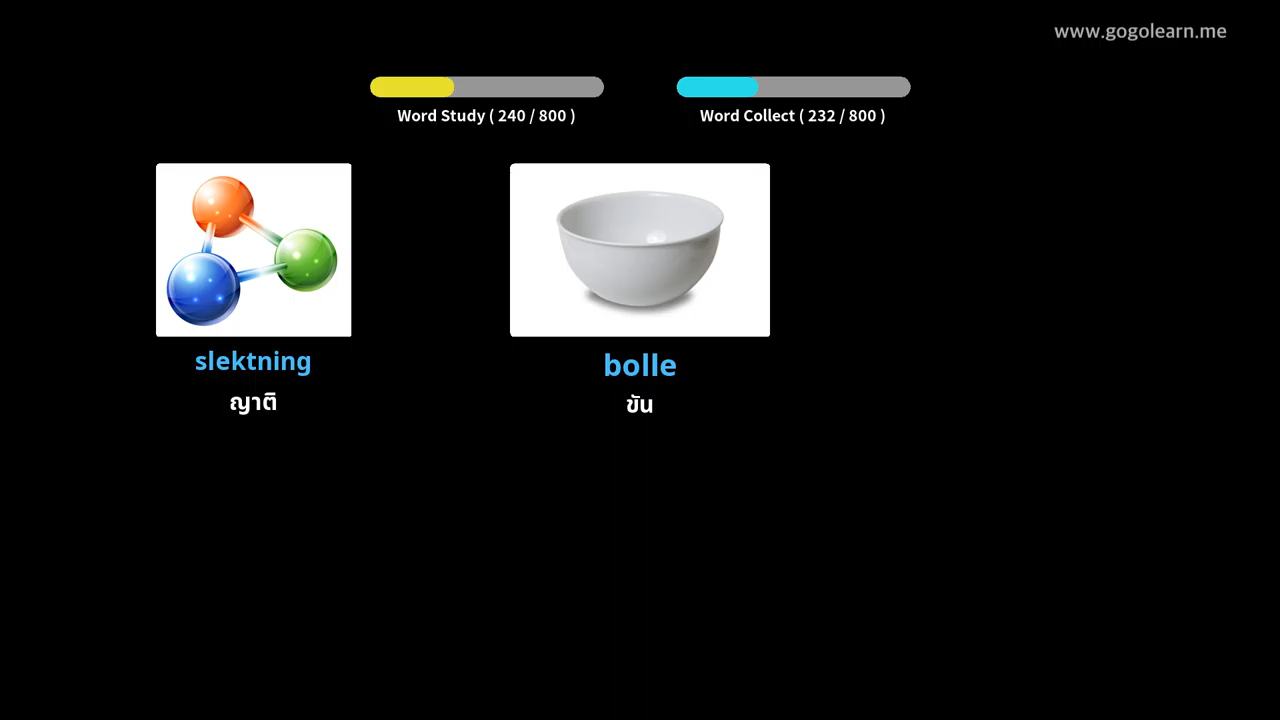 www.gogolearn.me
Word Study ( 240 / 800 )
Word Collect ( 232 / 800 )
slektning
ญาติ
bolle
ขัน